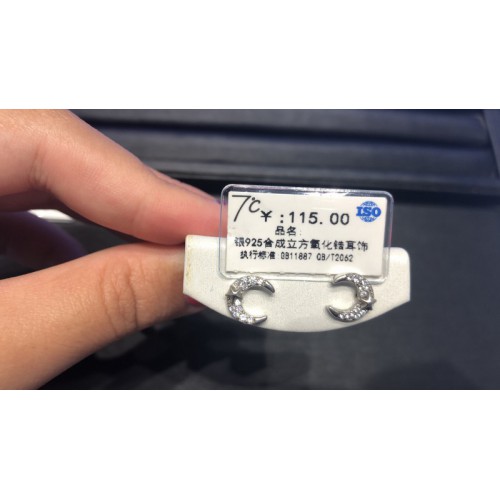 7℃
¥:115.00
ISO
品名:
银925合成立方氧化锆耳饰
执行标准 GB11887 QB/T2062